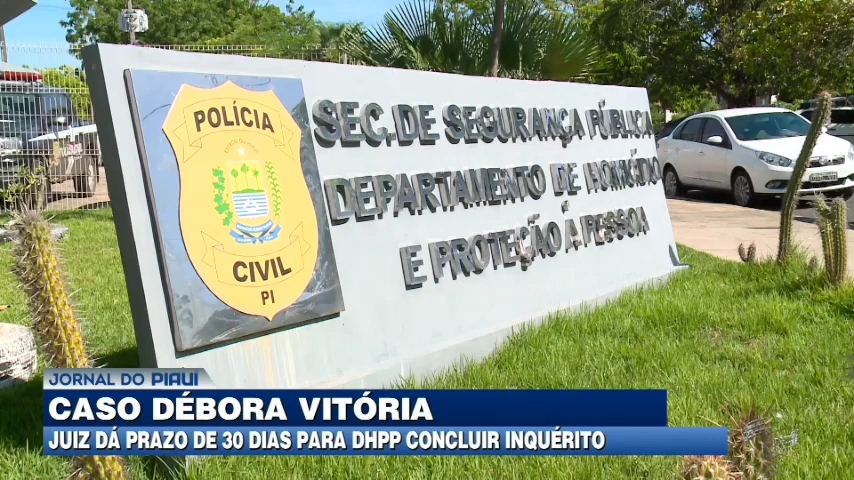 POLÍCIA
CIVIL
PI
SEC. DE SEGURANÇA PÚBLICA
DEPARTAMENTO DE HOMICÍDIO
E PROTEÇÃO À PESSOA
JORNAL DO PIAUÍ
CASO DÉBORA VITÓRIA
JUIZ DÁ PRAZO DE 30 DIAS PARA DHPP CONCLUIR INQUÉRITO